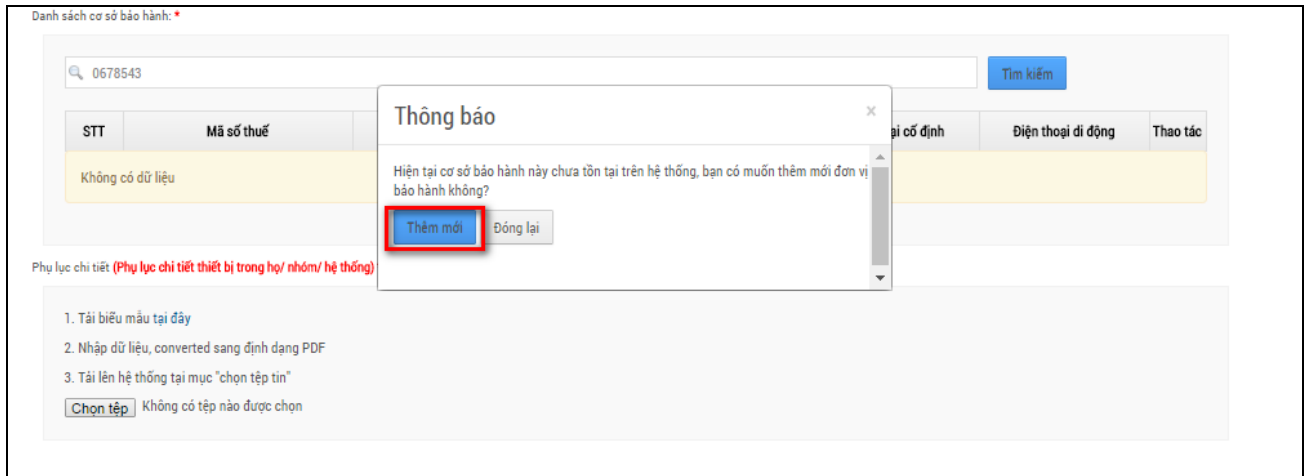 Danh sách cơ sở bảo hành: *
0678543
Tìm kiếm
Thông báo
×
STT Mã số thuế ại cố định Điện thoại di động Thao tác
Không có dữ liệu
Hiện tại cơ sở bảo hành này chưa tồn tại trên hệ thống, bạn có muốn thêm mới đơn vị
bảo hành không?
Thêm mới Đóng lại
Phụ lục chi tiết (Phụ lục chi tiết thiết bị trong họ/ nhóm/ hệ thống)
1. Tải biểu mẫu tại đây
2. Nhập dữ liệu, converted sang định dạng PDF
3. Tải lên hệ thống tại mục "chọn tệp tin"
Chọn tệp Không có tệp nào được chọn